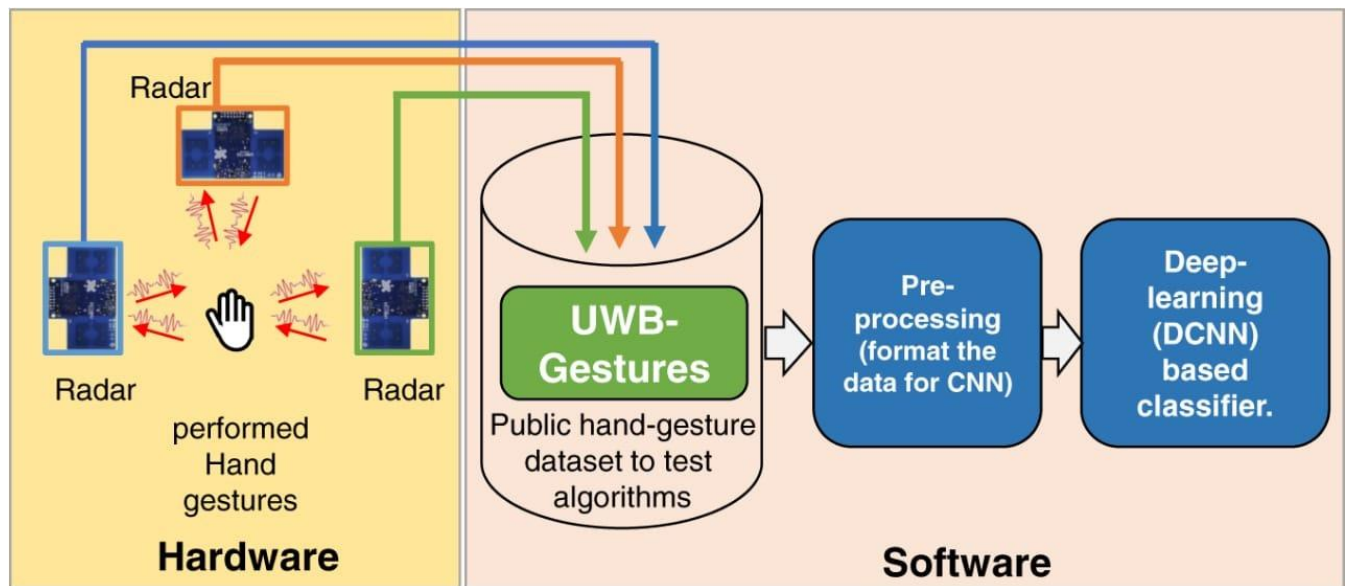 Radar
Radar
Radar
performed
Hand
gestures
Hardware
UWB-
Gestures
Public hand-gesture
dataset to test
algorithms
Pre-
processing
(format the
data for CNN)
Deep-
learning
(DCNN)
based
classifier.
Software